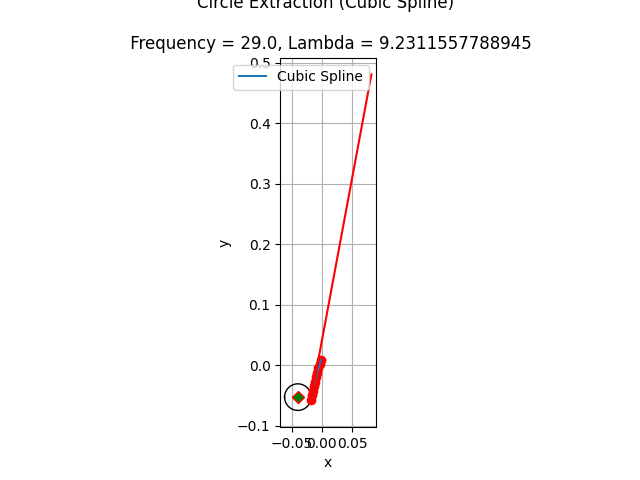 Circle Extraction (Cubic Spline)
Frequency = 29.0, Lambda = 9.2311557788945
Cubic Spline
0.5
0.4
0.3
0.2
0.1
0.0
−0.1
y
−0.05 0.00 0.05
x